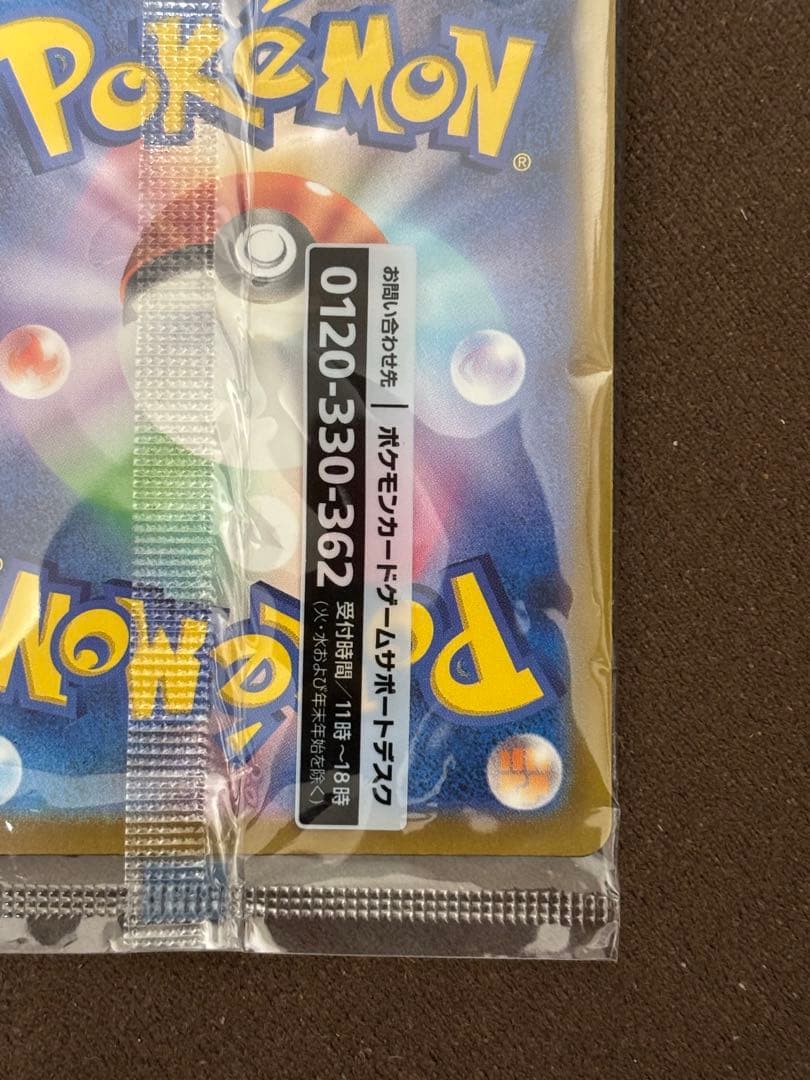 POKéMON
®
お問い合わせ先 | ポケモンカードゲームサポートデスク
0120-330-362
受付時間/11時〜18時
(火・水および年末年始を除く)
POKéMON